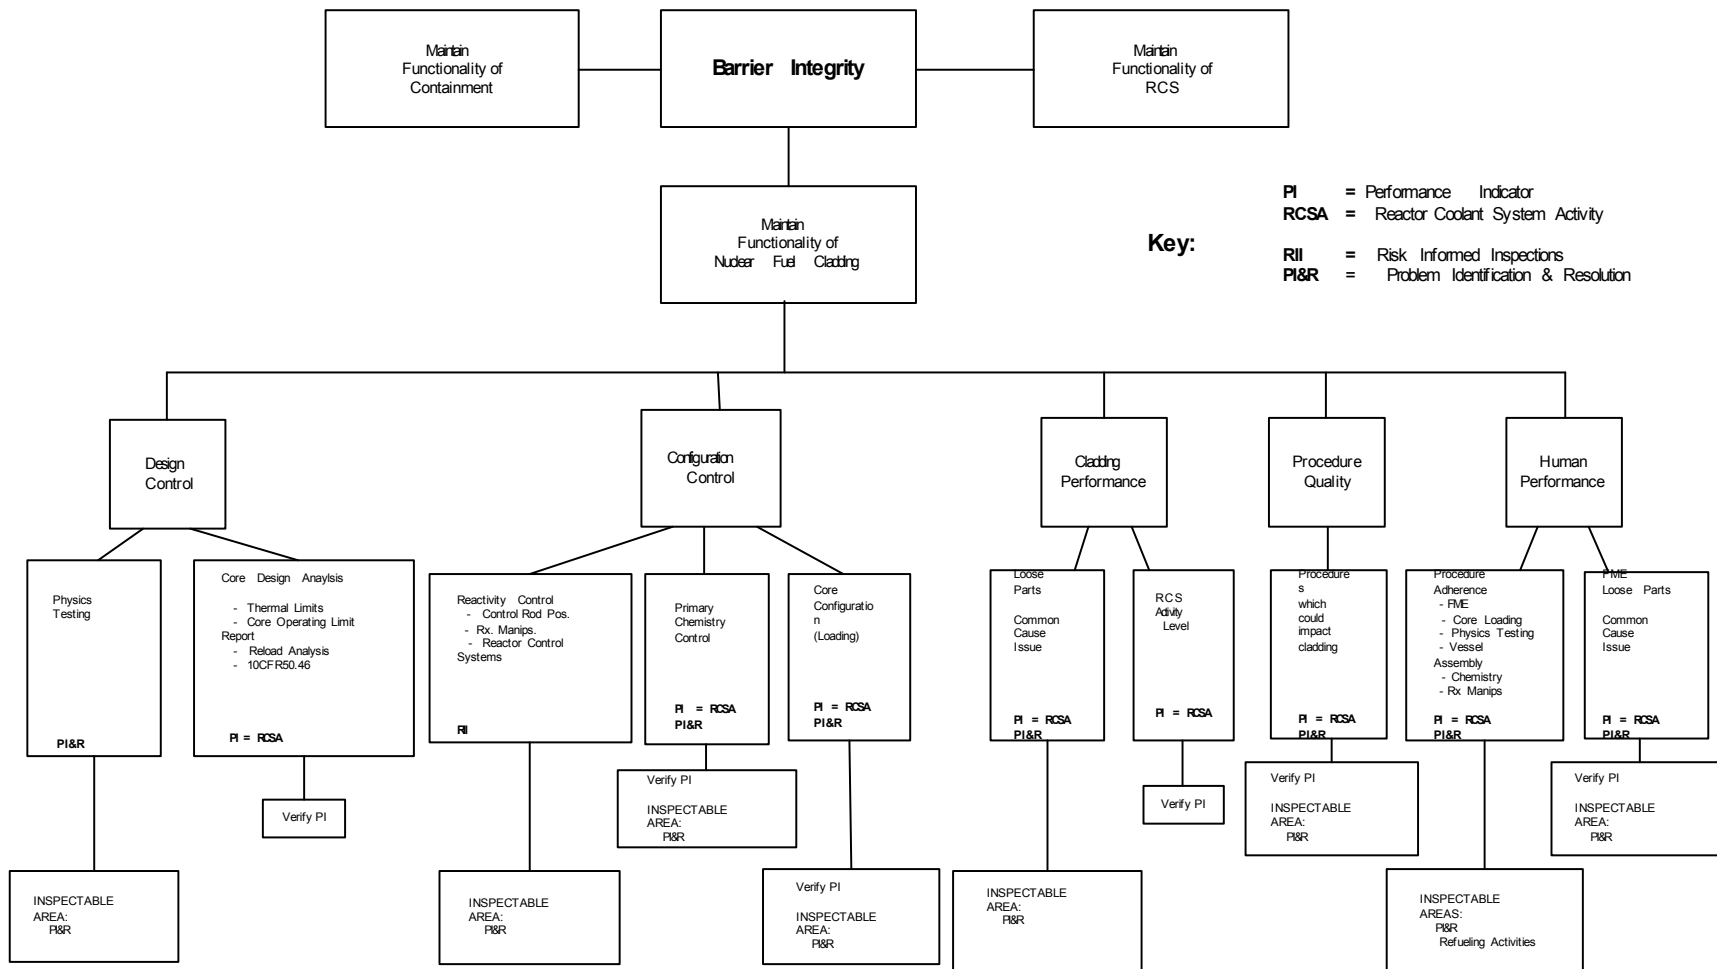 Maintain
Functionality of
Containment
Barrier Integrity
Maintain
Functionality of
RCS
Maintain
Functionality of
Nuclear Fuel Cladding
Key:
PI = Performance Indicator
RCSA = Reactor Coolant System Activity
RII = Risk Informed Inspections
PI&R = Problem Identification & Resolution
Design
Control
Configuration
Control
Cladding
Performance
Procedure
Quality
Human
Performance
Physics
Testing
PI&R
Core Design Anaylsis
- Thermal Limits
- Core Operating Limit
Report
- Reload Analysis
- 10CFR50.46
PI = RCSA
Reactivity Control
- Control Rod Pos.
- Rx. Manips.
- Reactor Control
Systems
RII
Primary
Chemistry
Control
PI = RCSA
PI&R
Core
Configuratio
n
(Loading)
PI = RCSA
PI&R
Loose
Parts
Common
Cause
Issue
PI = RCSA
PI&R
RCS
Activity
Level
PI = RCSA
Procedure
s
which
could
impact
cladding
PI = RCSA
PI&R
Procedure
Adherence
- FME
- Core Loading
- Physics Testing
- Vessel
Assembly
- Chemistry
- Rx Manips
PI = RCSA
PI&R
FME
Loose Parts
Common
Cause
Issue
PI = RCSA
PI&R
INSPECTABLE
AREA:
PI&R
Verify PI
INSPECTABLE
AREA:
PI&R
Verify PI
INSPECTABLE
AREA:
PI&R
Verify PI
INSPECTABLE
AREA:
PI&R
INSPECTABLE
AREA:
PI&R
Verify PI
Verify PI
INSPECTABLE
AREA:
PI&R
INSPECTABLE
AREAS:
PI&R
Refueling Activities
Verify PI
INSPECTABLE
AREA:
PI&R